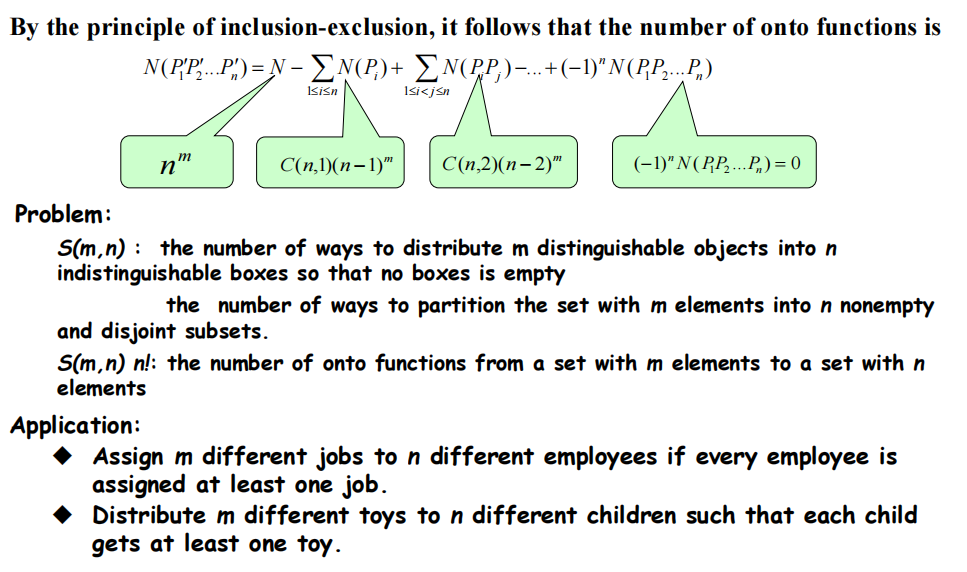 By the principle of inclusion-exclusion, it follows that the number of onto functions is
N(P₁′P₂′...Pₙ′) = N − ∑ N(Pᵢ) + ∑ N(PᵢPⱼ) −...+(−1)ⁿ N(P₁P₂...Pₙ)
1≤i≤n 1≤i<j≤n
nᵐ C(n,1)(n−1)ᵐ C(n,2)(n−2)ᵐ (−1)ⁿ N(P₁P₂...Pₙ) = 0
Problem:
S(m,n) : the number of ways to distribute m distinguishable objects into n
indistinguishable boxes so that no boxes is empty
the number of ways to partition the set with m elements into n nonempty
and disjoint subsets.
S(m,n) n!: the number of onto functions from a set with m elements to a set with n
elements
Application:
◆ Assign m different jobs to n different employees if every employee is
assigned at least one job.
◆ Distribute m different toys to n different children such that each child
gets at least one toy.